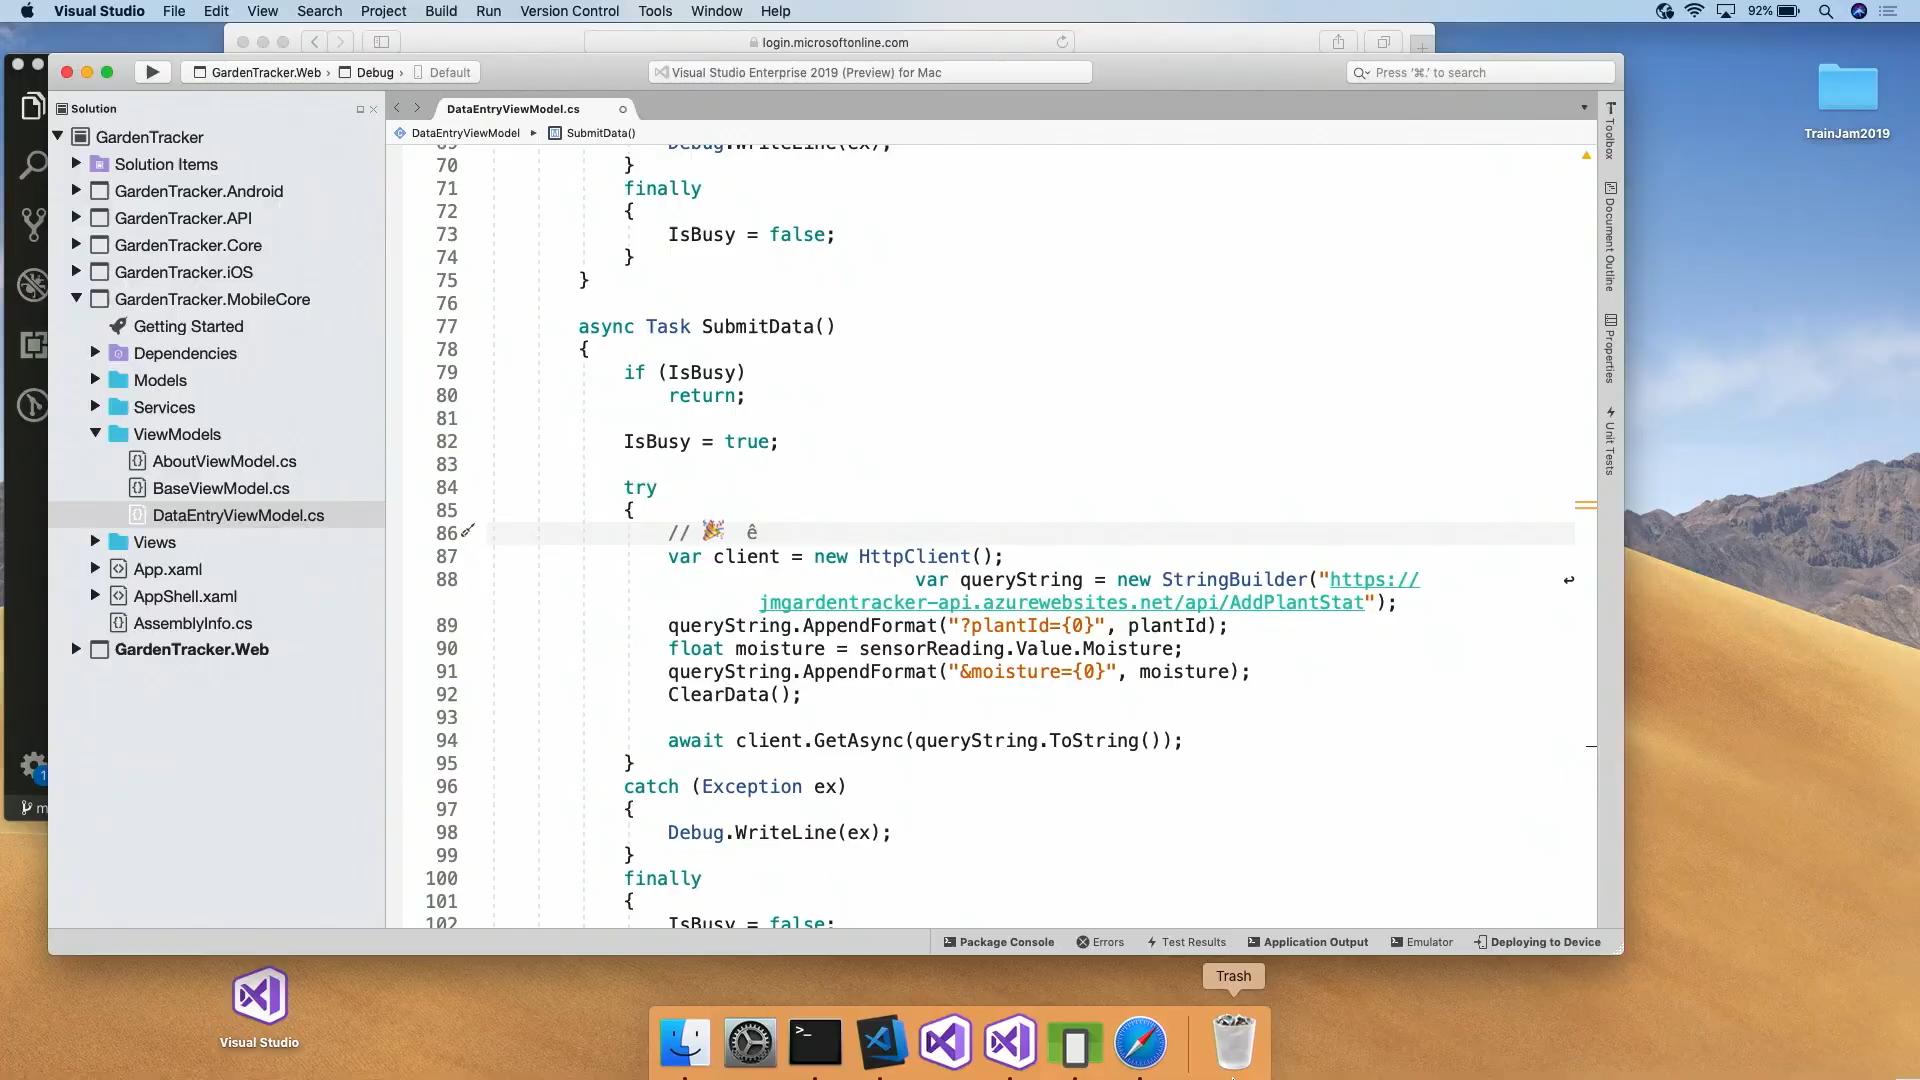 Visual Studio File Edit View Search Project Build Run Version Control Tools Window Help
92%
login.microsoftonline.com
GardenTracker.Web › Debug › Default
Visual Studio Enterprise 2019 (Preview) for Mac
Press '⌘.' to search
TrainJam2019
Solution
GardenTracker
Solution Items
GardenTracker.Android
GardenTracker.API
GardenTracker.Core
GardenTracker.iOS
GardenTracker.MobileCore
Getting Started
Dependencies
Models
Services
ViewModels
AboutViewModel.cs
BaseViewModel.cs
DataEntryViewModel.cs
Views
App.xaml
AppShell.xaml
AssemblyInfo.cs
GardenTracker.Web
DataEntryViewModel.cs
DataEntryViewModel ▸ SubmitData()
69 Debug.WriteLine(ex);
70 }
71 finally
72 {
73 IsBusy = false;
74 }
75 }
76
77 async Task SubmitData()
78 {
79 if (IsBusy)
80 return;
81
82 IsBusy = true;
83
84 try
85 {
86 // 🎉 ê
87 var client = new HttpClient();
88 var queryString = new StringBuilder("https://
jmgardentracker-api.azurewebsites.net/api/AddPlantStat");
89 queryString.AppendFormat("?plantId={0}", plantId);
90 float moisture = sensorReading.Value.Moisture;
91 queryString.AppendFormat("&moisture={0}", moisture);
92 ClearData();
93
94 await client.GetAsync(queryString.ToString());
95 }
96 catch (Exception ex)
97 {
98 Debug.WriteLine(ex);
99 }
100 finally
101 {
102 IsBusy = false;
Toolbox
Document Outline
Properties
Unit Tests
1
m
Package Console Errors Test Results Application Output Emulator Deploying to Device
Trash
Visual Studio